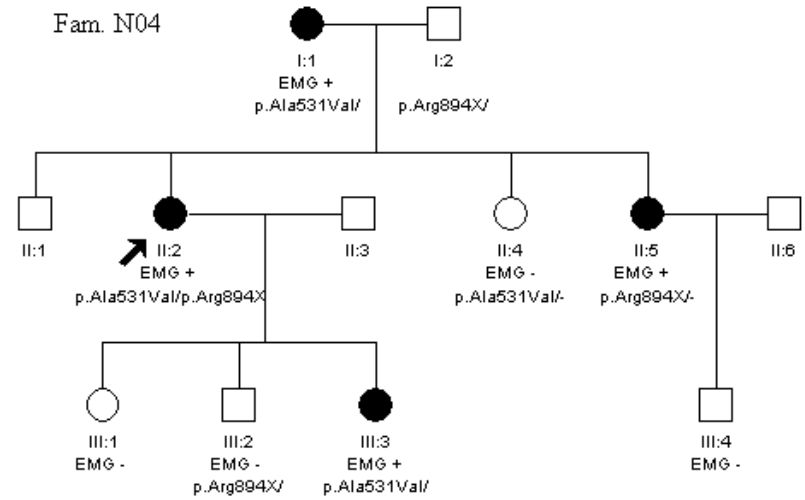 Fam. N04
I:1
I:2
EMG +
p.Ala531Val/
p.Arg894X/
II:1
II:2
II:3
II:4
II:5
II:6
EMG +
EMG -
EMG +
p.Ala531Val/p.Arg894X
p.Ala531Val/-
p.Arg894X/-
III:1
III:2
III:3
III:4
EMG -
EMG -
EMG +
EMG -
p.Arg894X/
p.Ala531Val/